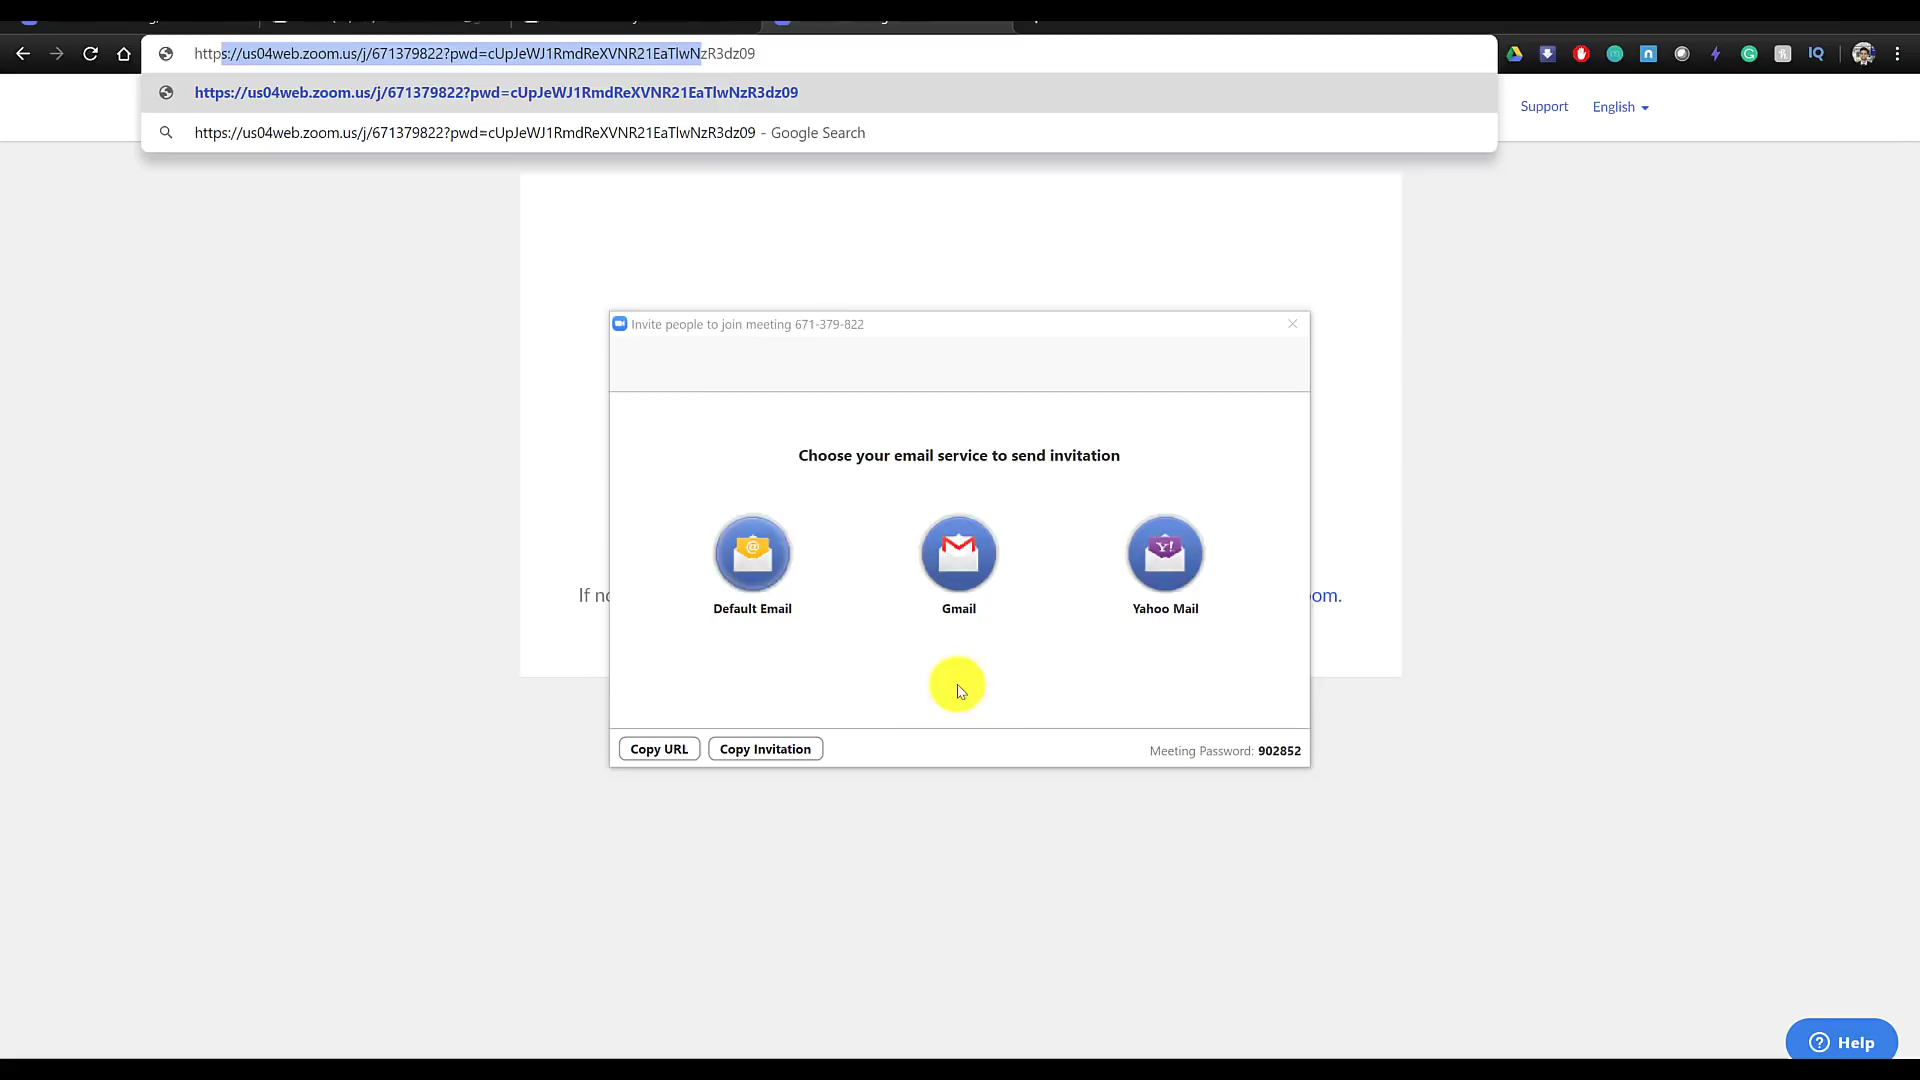 https://us04web.zoom.us/j/671379822?pwd=cUpJeWJ1RmdReXVNR21EaTlwNzR3dz09
https://us04web.zoom.us/j/671379822?pwd=cUpJeWJ1RmdReXVNR21EaTlwNzR3dz09
https://us04web.zoom.us/j/671379822?pwd=cUpJeWJ1RmdReXVNR21EaTlwNzR3dz09 - Google Search
Support English
Invite people to join meeting 671-379-822
Choose your email service to send invitation
Default Email Gmail Yahoo Mail
If
Copy URL Copy Invitation Meeting Password: 902852
Help